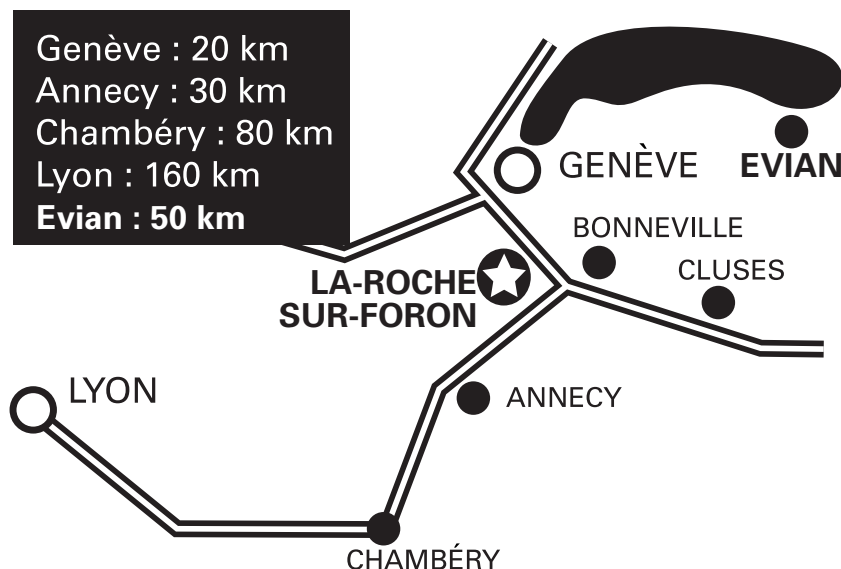 Genève : 20 km
Annecy : 30 km
Chambéry : 80 km
Lyon : 160 km
Evian : 50 km
GENÈVE
EVIAN
BONNEVILLE
CLUSES
LA-ROCHE
SUR-FORON
LYON
ANNECY
CHAMBÉRY